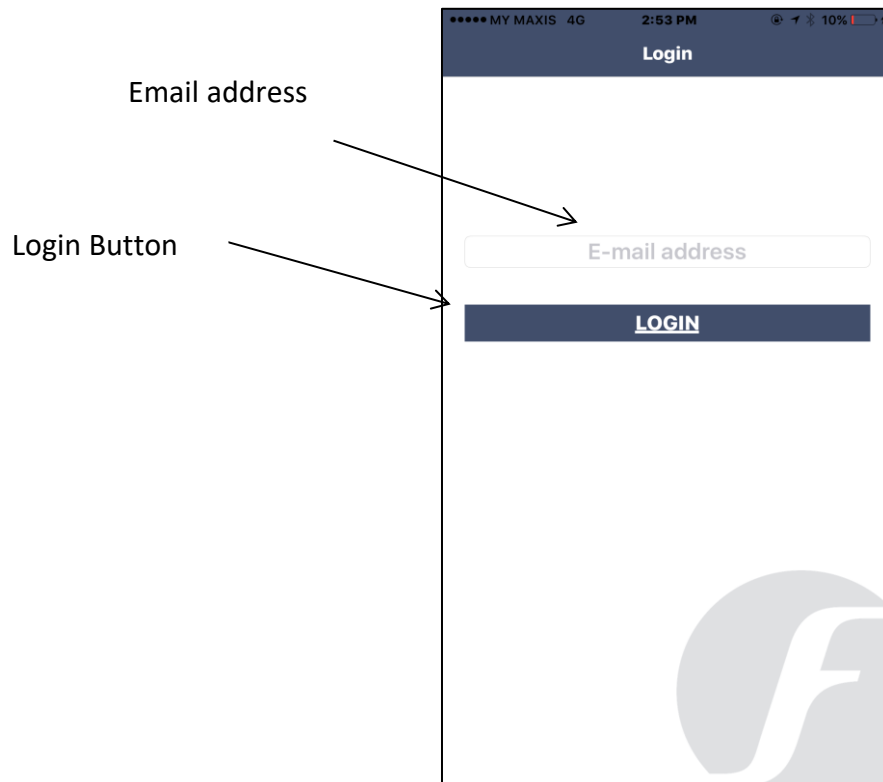 ●●●●● MY MAXIS 4G 2:53 PM 10%
Login
Email address
E-mail address
Login Button
LOGIN
f